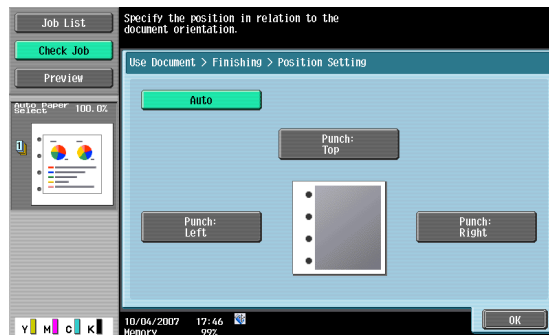 Job List
Check Job
Preview
Auto Paper
Select 100.0%
1
Y M C K
Specify the position in relation to the
document orientation.
Use Document > Finishing > Position Setting
Auto
Punch:
Top
Punch:
Left
Punch:
Right
10/04/2007 17:46
Memory 99%
OK